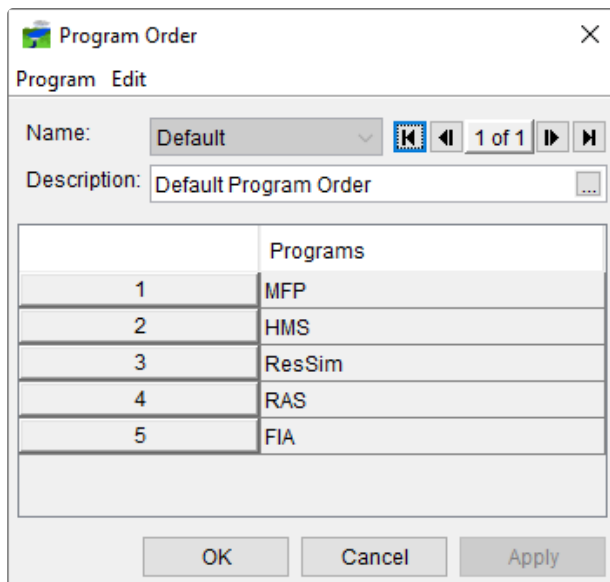 Program Order
Program Edit
Name: Default 1 of 1
Description: Default Program Order ...
Programs
1 MFP
2 HMS
3 ResSim
4 RAS
5 FIA
OK Cancel Apply